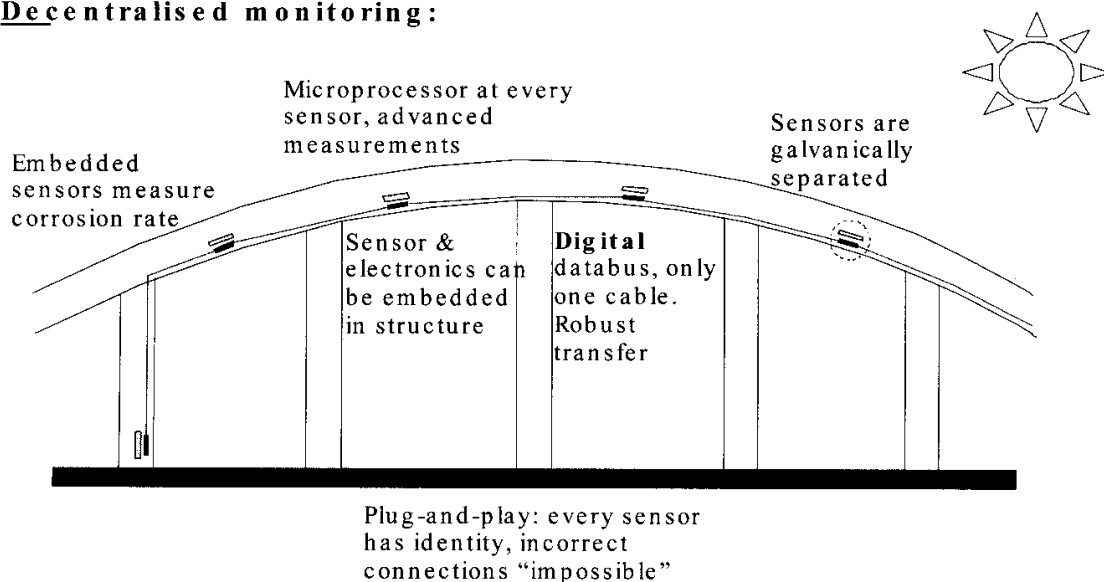 Decentralised monitoring:
Microprocessor at every
sensor, advanced
measurements
Sensors are
galvanically
separated
Embedded
sensors measure
corrosion rate
Sensor &
electronics can
be embedded
in structure
Digital
databus, only
one cable.
Robust
transfer
Plug-and-play: every sensor
has identity, incorrect
connections “impossible”